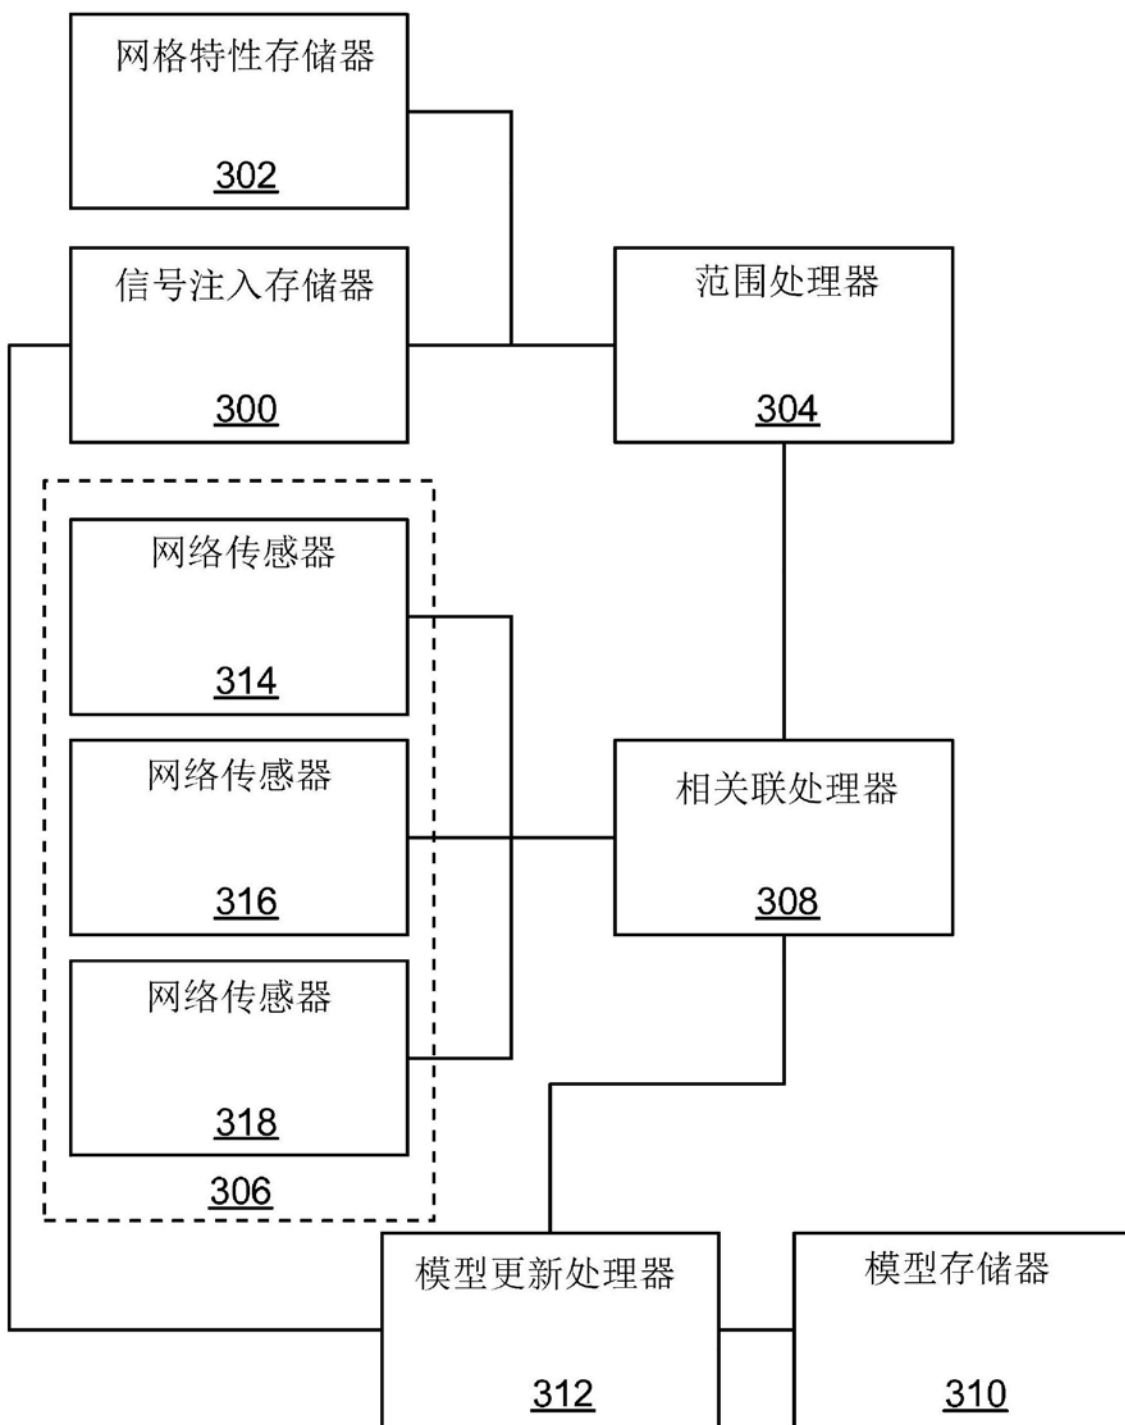 网格特性存储器
302
信号注入存储器
300
范围处理器
304
网络传感器
314
网络传感器
316
相关联处理器
308
网络传感器
318
306
模型更新处理器
312
模型存储器
310